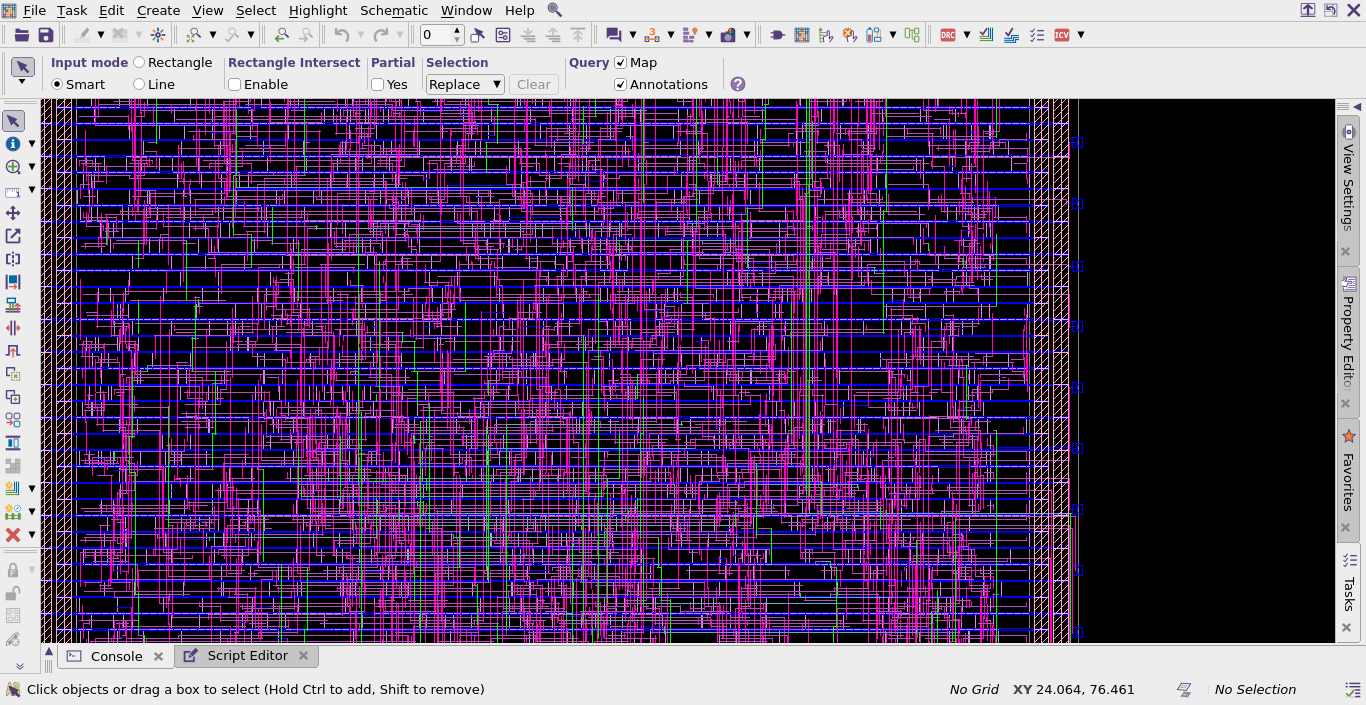 File Task Edit Create View Select Highlight Schematic Window Help
0 DRC ICV
Input mode Rectangle Rectangle Intersect Partial Selection Query Map
Smart Line Enable Yes Replace Clear Annotations
View Settings
Property Edito
Favorites
Tasks
Console Script Editor
Click objects or drag a box to select (Hold Ctrl to add, Shift to remove) No Grid XY 24.064, 76.461 No Selection